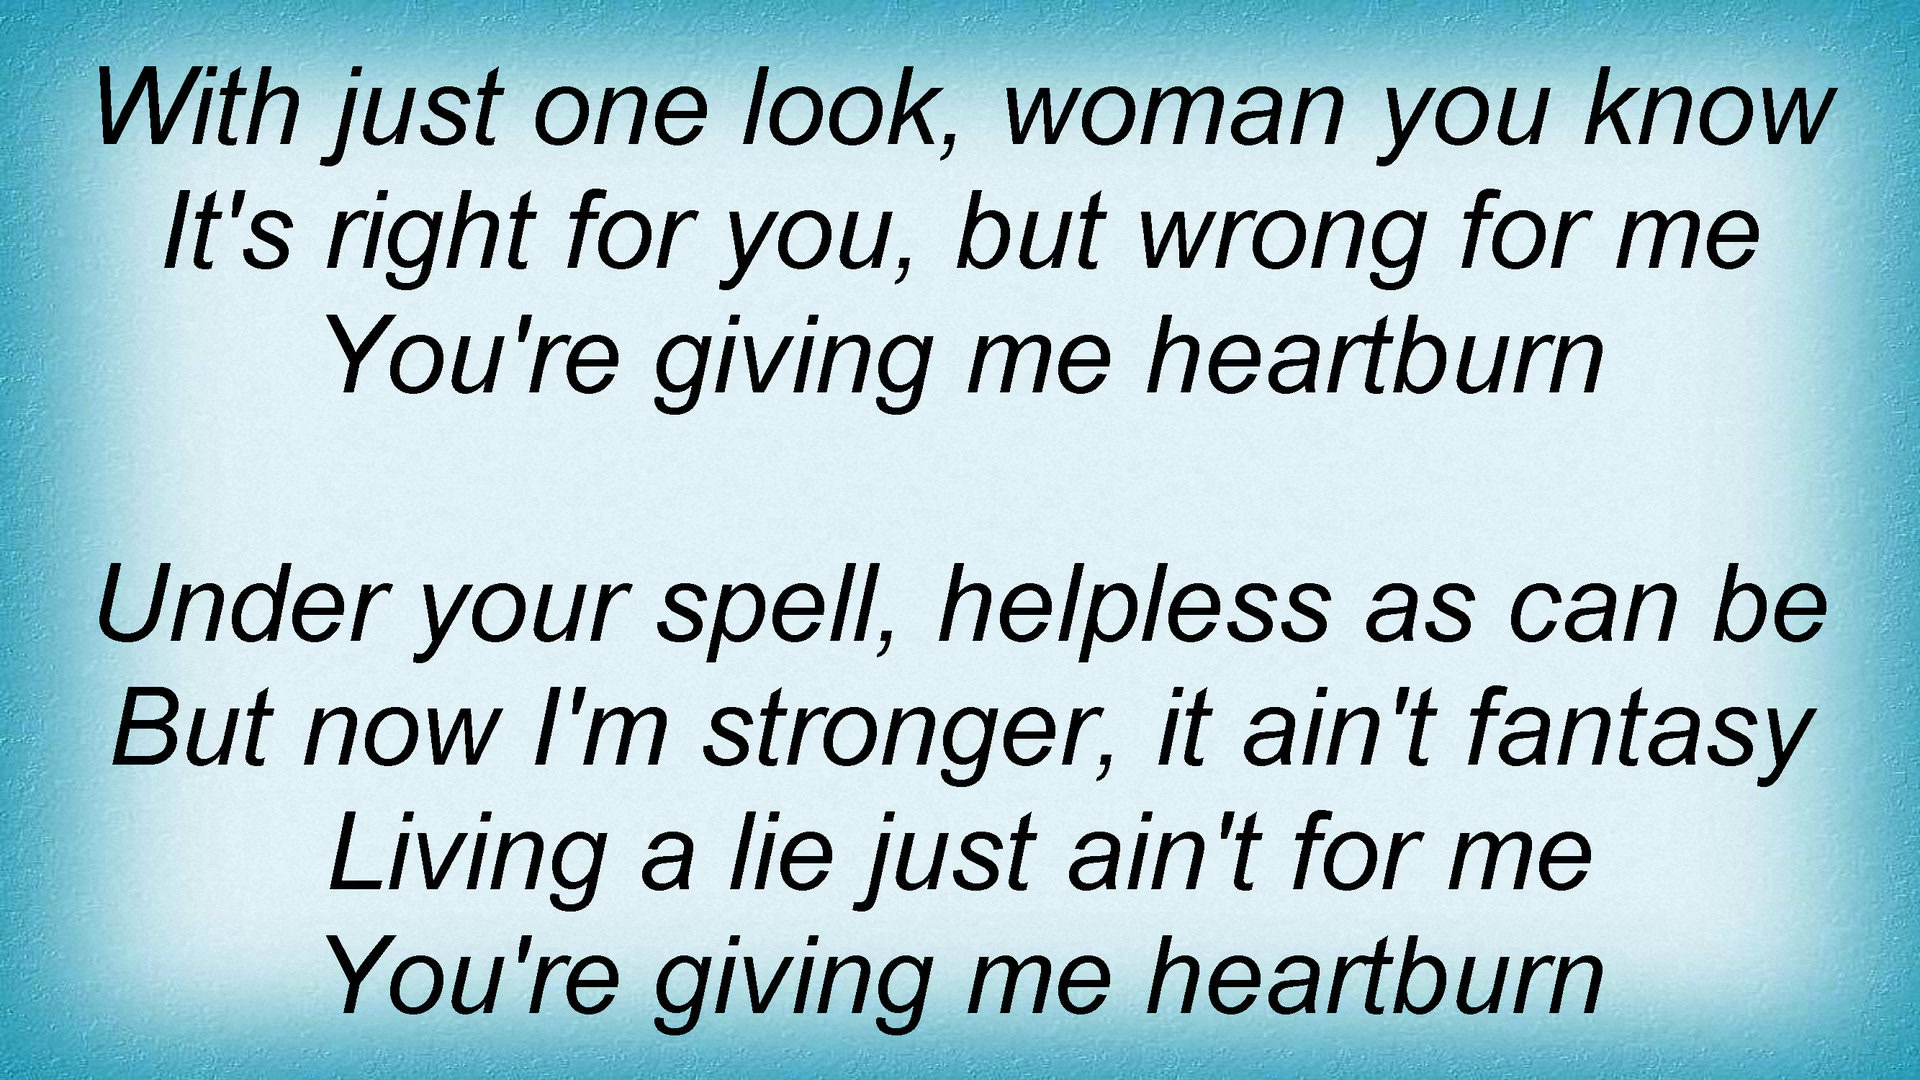 With just one look, woman you know
It's right for you, but wrong for me
You're giving me heartburn
Under your spell, helpless as can be
But now I'm stronger, it ain't fantasy
Living a lie just ain't for me
You're giving me heartburn